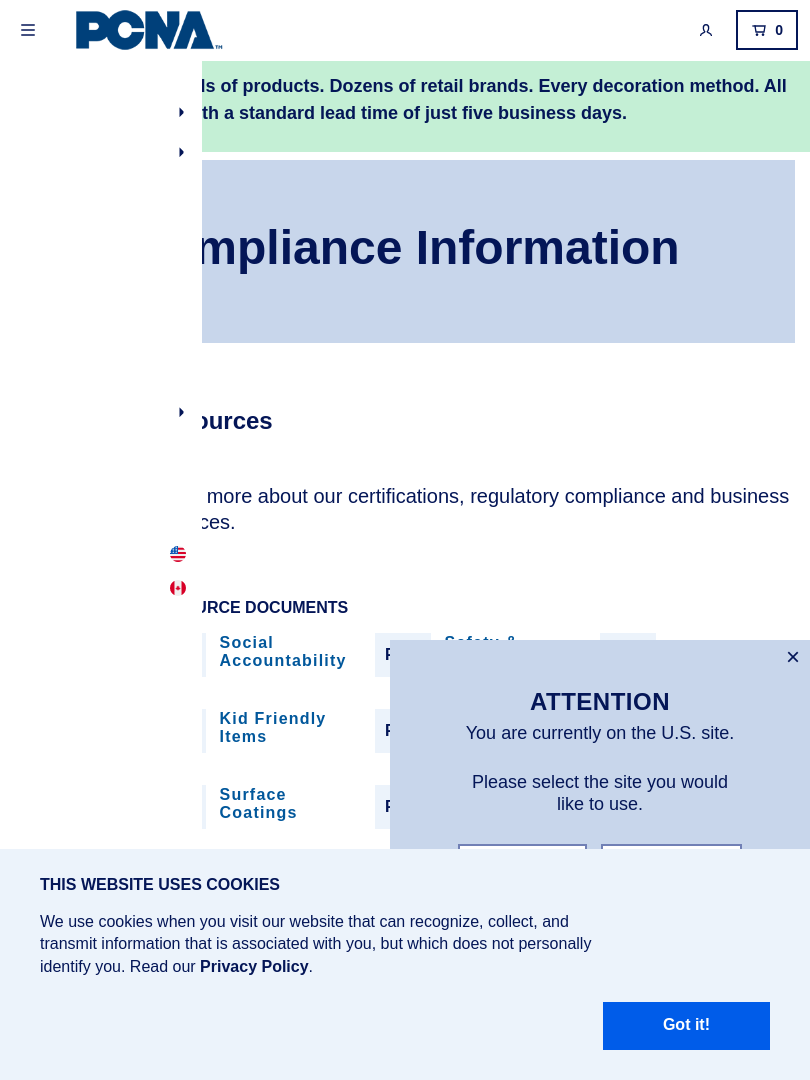 PCNA™
0
ls of products. Dozens of retail brands. Every decoration method. All
th a standard lead time of just five business days.
mpliance Information
ources
more about our certifications, regulatory compliance and business
ces.
URCE DOCUMENTS
Social
Accountability
Kid Friendly
Items
Surface
Coatings
×
ATTENTION
You are currently on the U.S. site.
Please select the site you would
like to use.
THIS WEBSITE USES COOKIES
We use cookies when you visit our website that can recognize, collect, and
transmit information that is associated with you, but which does not personally
identify you. Read our Privacy Policy.
Got it!